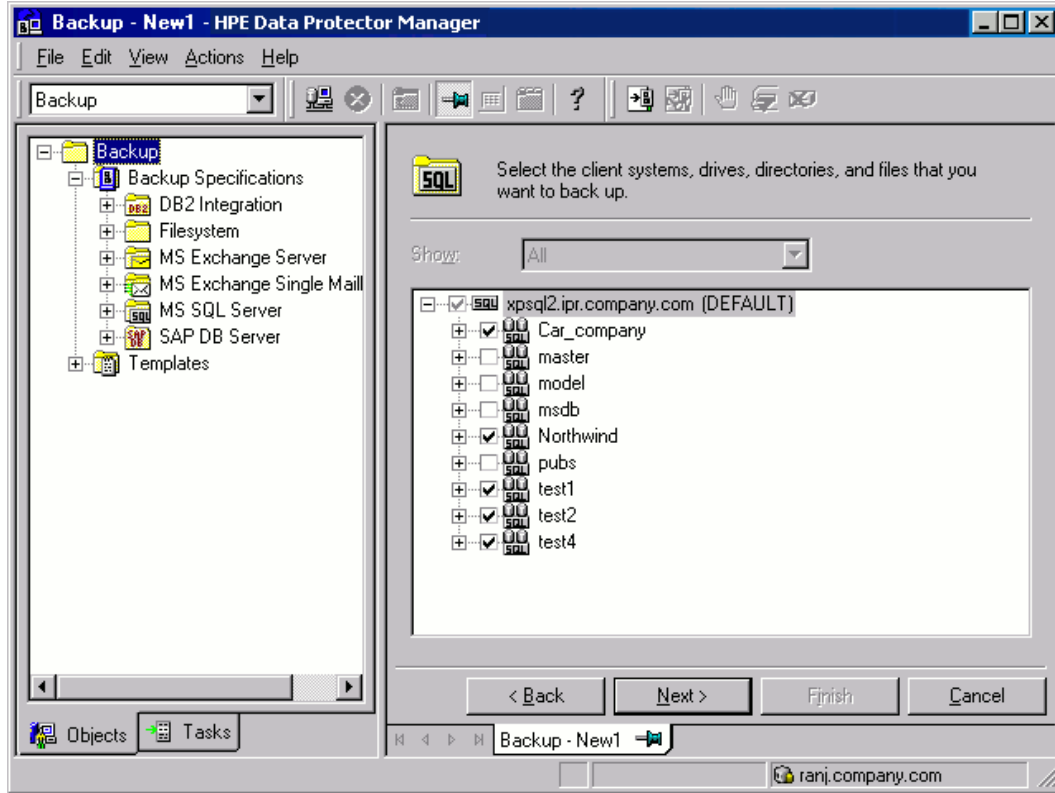 Backup - New1 - HPE Data Protector Manager
File Edit View Actions Help
Backup
Backup
Backup Specifications
DB2 Integration
Filesystem
MS Exchange Server
MS Exchange Single Mail
MS SQL Server
SAP DB Server
Templates
Objects Tasks
SQL
Select the client systems, drives, directories, and files that you
want to back up.
Show: All
xpsql2.ipr.company.com (DEFAULT)
Car_company
master
model
msdb
Northwind
pubs
test1
test2
test4
< Back Next > Finish Cancel
Backup - New1
ranj.company.com